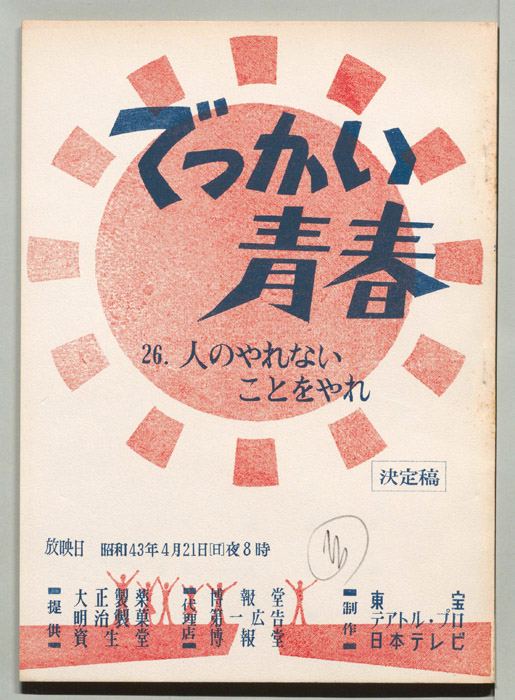 でっかい
青春
26. 人のやれない
ことをやれ
決定稿
放映日 昭和43年4月21日(日)夜8時
提供
大正製薬
明治製菓
資生堂
代理店
博報堂
第一広告
博報堂
制作
東宝
テアトル・プロ
日本テレビ